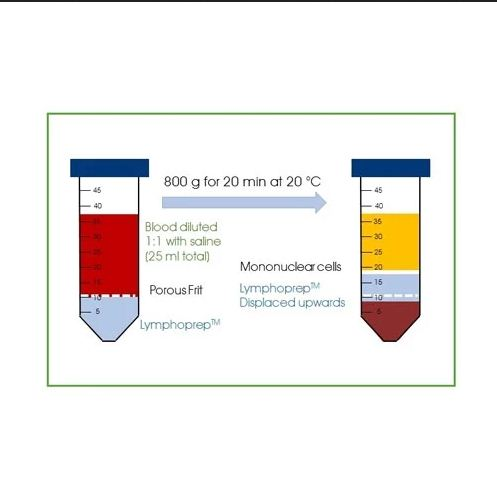 800 g for 20 min at 20 °C
45
40
35
30
25
20
15
10
5
Blood diluted
1:1 with saline
(25 ml total)
Porous Frit
Lymphoprep™
Mononuclear cells
Lymphoprep™
Displaced upwards
45
40
35
30
25
20
15
10
5